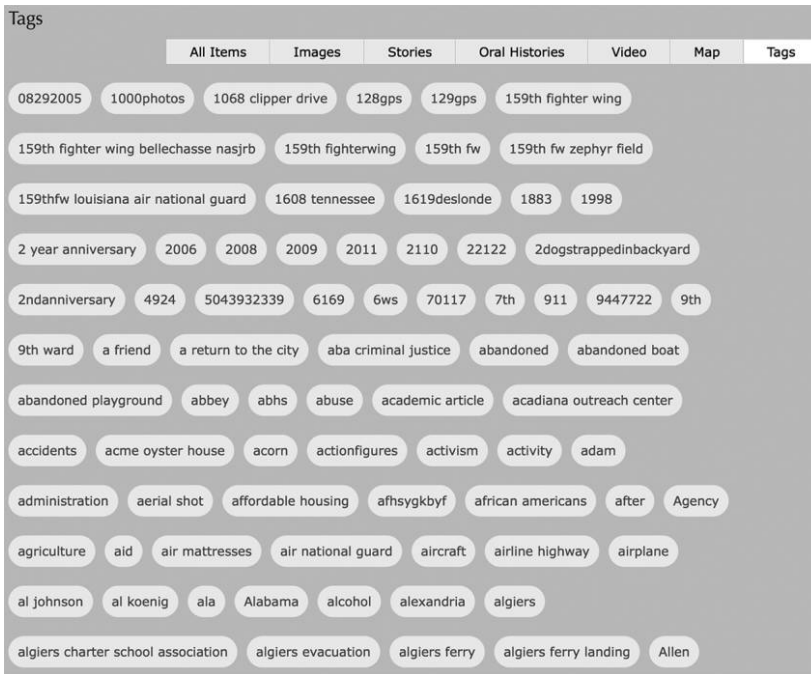 Tags
All Items Images Stories Oral Histories Video Map Tags
08292005 1000photos 1068 clipper drive 128gps 129gps 159th fighter wing
159th fighter wing bellechasse nasjrb 159th fighterwing 159th fw 159th fw zephyr field
159thfw louisiana air national guard 1608 tennessee 1619deslonde 1883 1998
2 year anniversary 2006 2008 2009 2011 2110 22122 2dogstrappedinbackyard
2ndanniversary 4924 5043932339 6169 6ws 70117 7th 911 9447722 9th
9th ward a friend a return to the city aba criminal justice abandoned abandoned boat
abandoned playground abbey abhs abuse academic article acadiana outreach center
accidents acme oyster house acorn actionfigures activism activity adam
administration aerial shot affordable housing afhsygkbyf african americans after Agency
agriculture aid air mattresses air national guard aircraft airline highway airplane
al johnson al koenig ala Alabama alcohol alexandria algiers
algiers charter school association algiers evacuation algiers ferry algiers ferry landing Allen